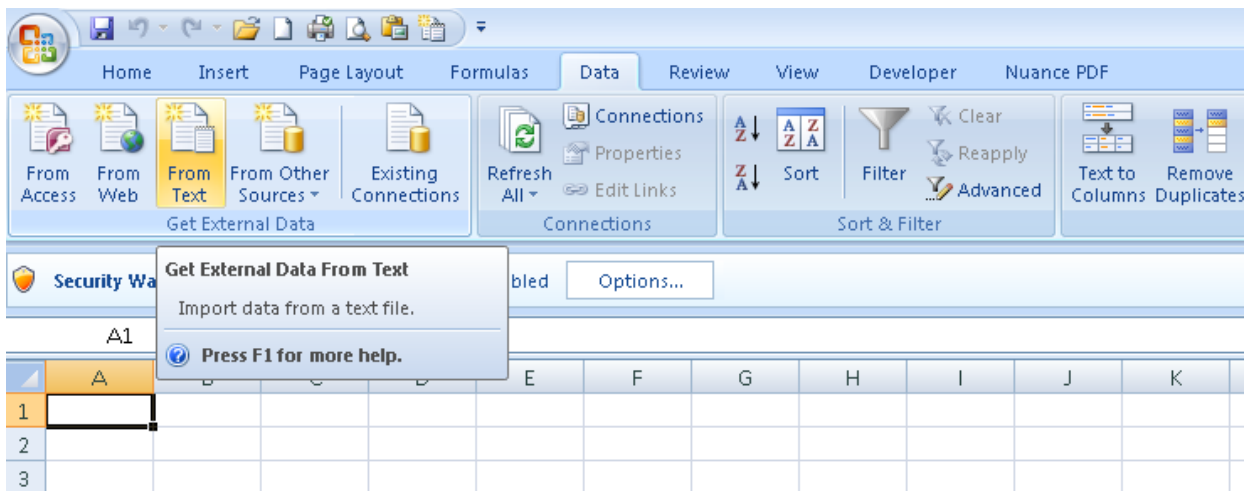 Home Insert Page Layout Formulas Data Review View Developer Nuance PDF
From Access
From Web
From Text
From Other Sources
Existing Connections
Get External Data
Refresh All
Connections
Properties
Edit Links
Connections
A Z
Z A
A Z
Z A
Sort
Filter
Clear
Reapply
Advanced
Sort & Filter
Text to Columns
Remove Duplicates
Security Wa
bled
Options...
Get External Data From Text
Import data from a text file.
Press F1 for more help.
A1
A E F G H I J K
1
2
3